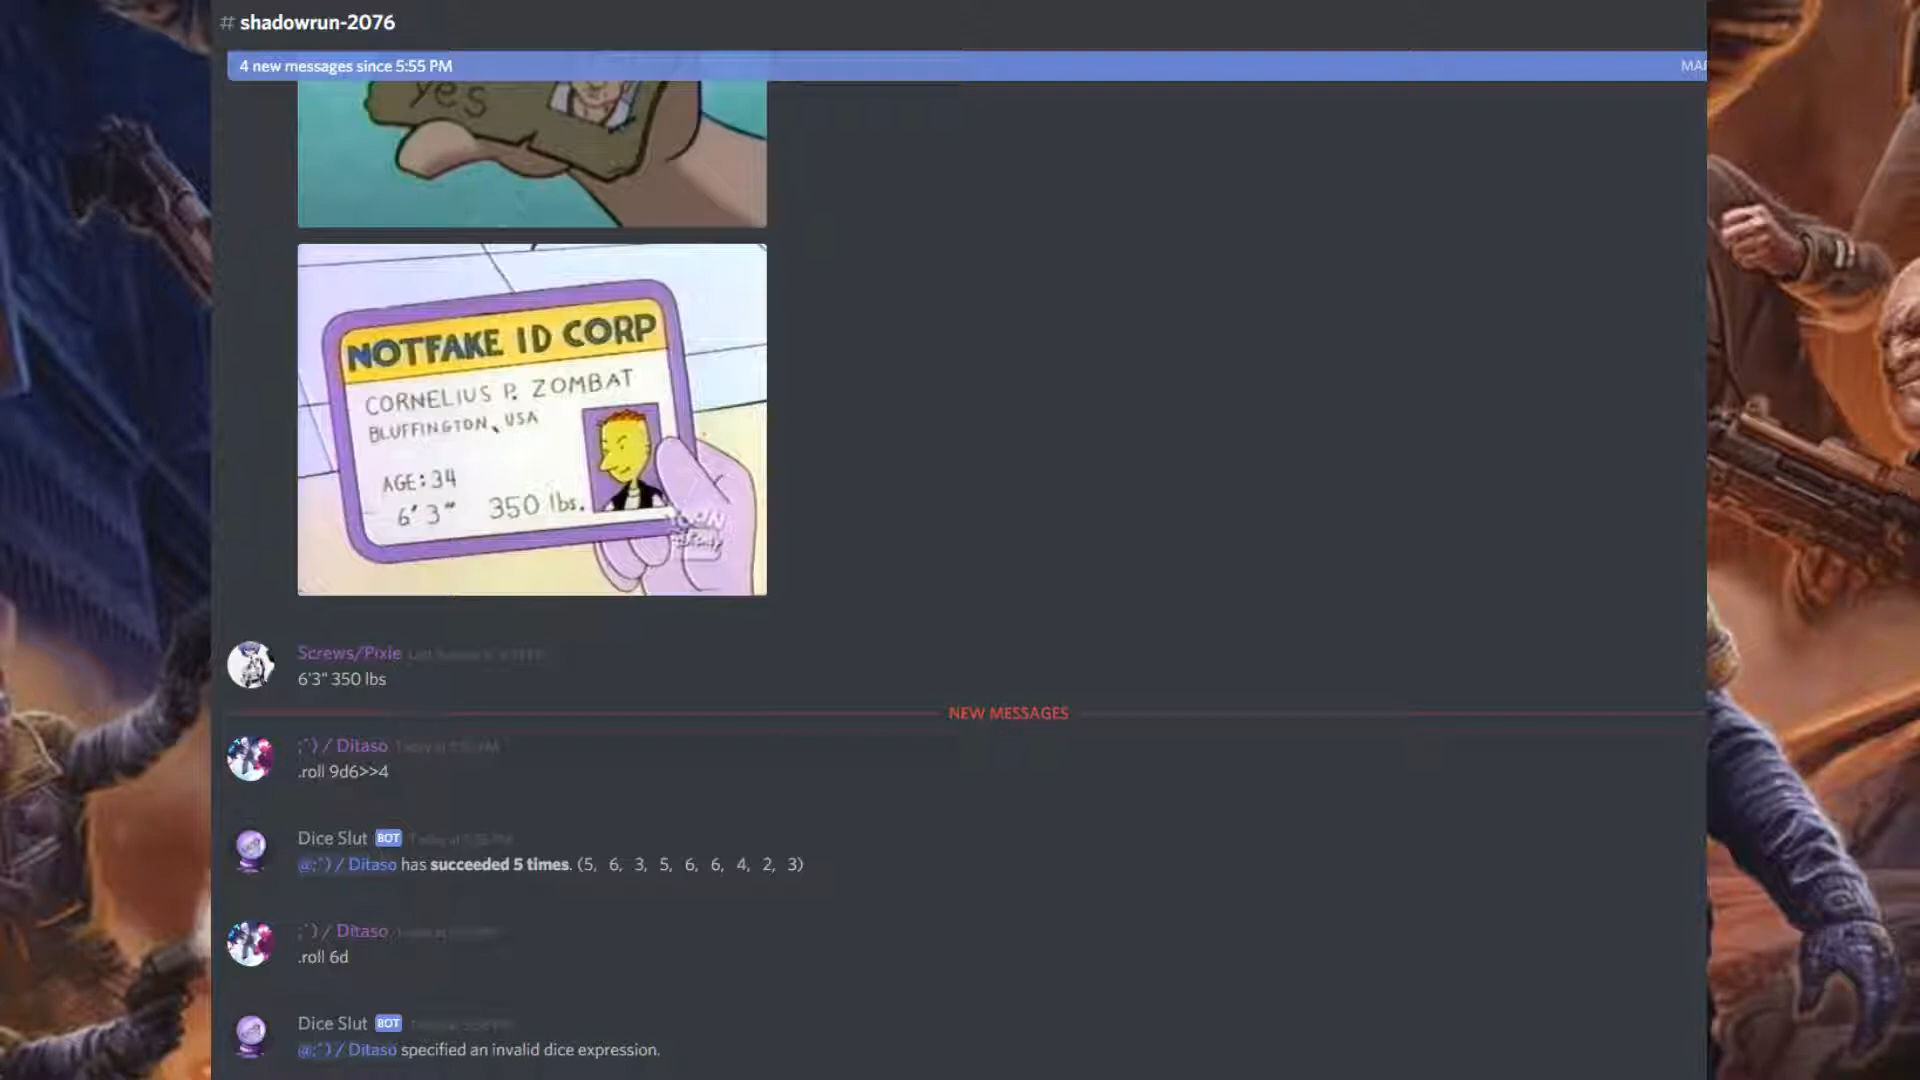 # shadowrun-2076
4 new messages since 5:55 PM
yes
NOTFAKE ID CORP
CORNELIUS P. ZOMBAT
BLUFFINGTON, USA
AGE: 34
6' 3" 350 lbs.
TOON
Disney
Screws/Pixie
6'3" 350 lbs
NEW MESSAGES
;^) / Ditaso
.roll 9d6>>4
Dice Slut BOT
@;^) / Ditaso has succeeded 5 times. (5, 6, 3, 5, 6, 6, 4, 2, 3)
;^) / Ditaso
.roll 6d
Dice Slut BOT
@;^) / Ditaso specified an invalid dice expression.